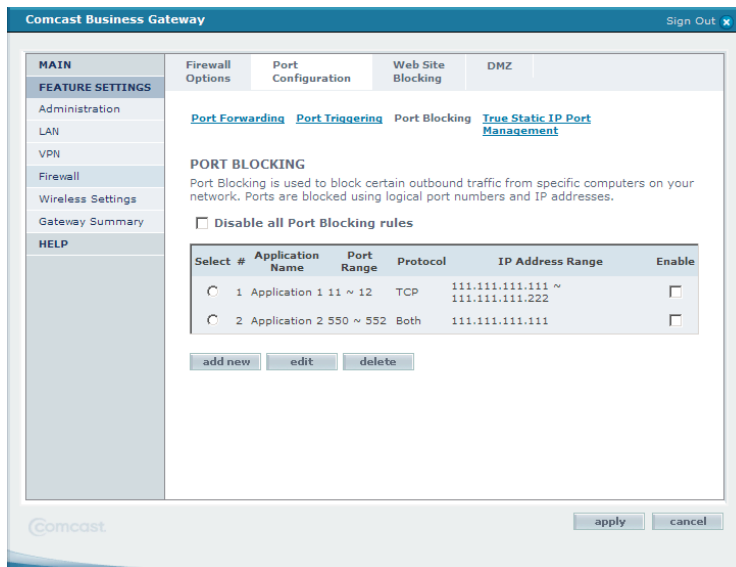 Comcast Business Gateway
Sign Out
MAIN
FEATURE SETTINGS
Administration
LAN
VPN
Firewall
Wireless Settings
Gateway Summary
HELP
Firewall Options
Port Configuration
Web Site Blocking
DMZ
Port Forwarding Port Triggering Port Blocking True Static IP Port Management
PORT BLOCKING
Port Blocking is used to block certain outbound traffic from specific computers on your
network. Ports are blocked using logical port numbers and IP addresses.
Disable all Port Blocking rules
Select # Application Name Port Range Protocol IP Address Range Enable
1 Application 1 11 ~ 12 TCP 111.111.111.111 ~ 111.111.111.222
2 Application 2 550 ~ 552 Both 111.111.111.111
add new edit delete
Comcast
apply cancel